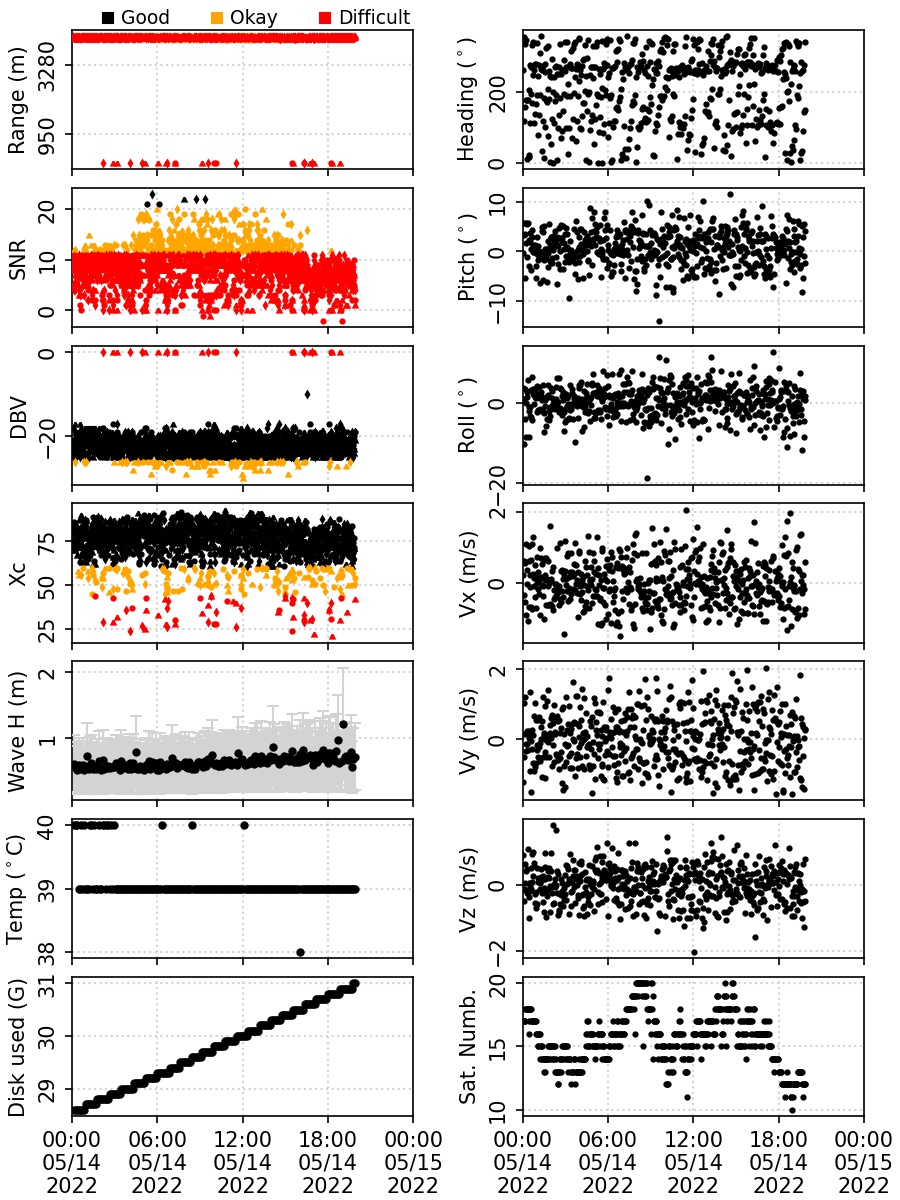 Good Okay Difficult
Range (m)
3280
950
Heading (°)
200
0
SNR
20
10
0
Pitch (°)
10
0
−10
DBV
0
−20
Roll (°)
0
−20
Xc
75
50
25
Vx (m/s)
2
0
Wave H (m)
2
1
Vy (m/s)
2
0
Temp (°C)
40
39
38
Vz (m/s)
0
−2
Disk used (G)
31
30
29
Sat. Numb.
20
15
10
00:00 06:00 12:00 18:00 00:00
05/14 05/14 05/14 05/14 05/15
2022 2022 2022 2022 2022
00:00 06:00 12:00 18:00 00:00
05/14 05/14 05/14 05/14 05/15
2022 2022 2022 2022 2022